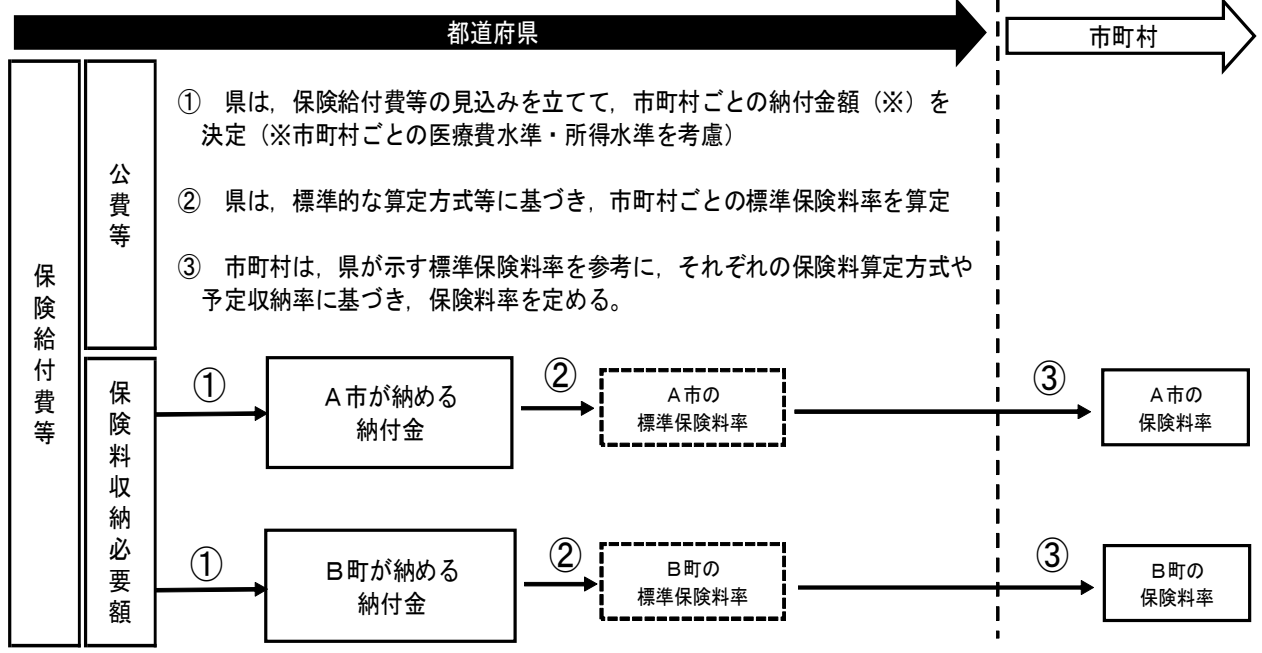 都道府県
市町村
① 県は，保険給付費等の見込みを立てて，市町村ごとの納付金額（※）を
決定（※市町村ごとの医療費水準・所得水準を考慮）
② 県は，標準的な算定方式等に基づき，市町村ごとの標準保険料率を算定
③ 市町村は，県が示す標準保険料率を参考に，それぞれの保険料算定方式や
予定収納率に基づき，保険料率を定める。
保険給付費等
公費等
保険料収納必要額
①
Ａ市が納める
納付金
②
Ａ市の
標準保険料率
③
Ａ市の
保険料率
①
Ｂ町が納める
納付金
②
Ｂ町の
標準保険料率
③
Ｂ町の
保険料率